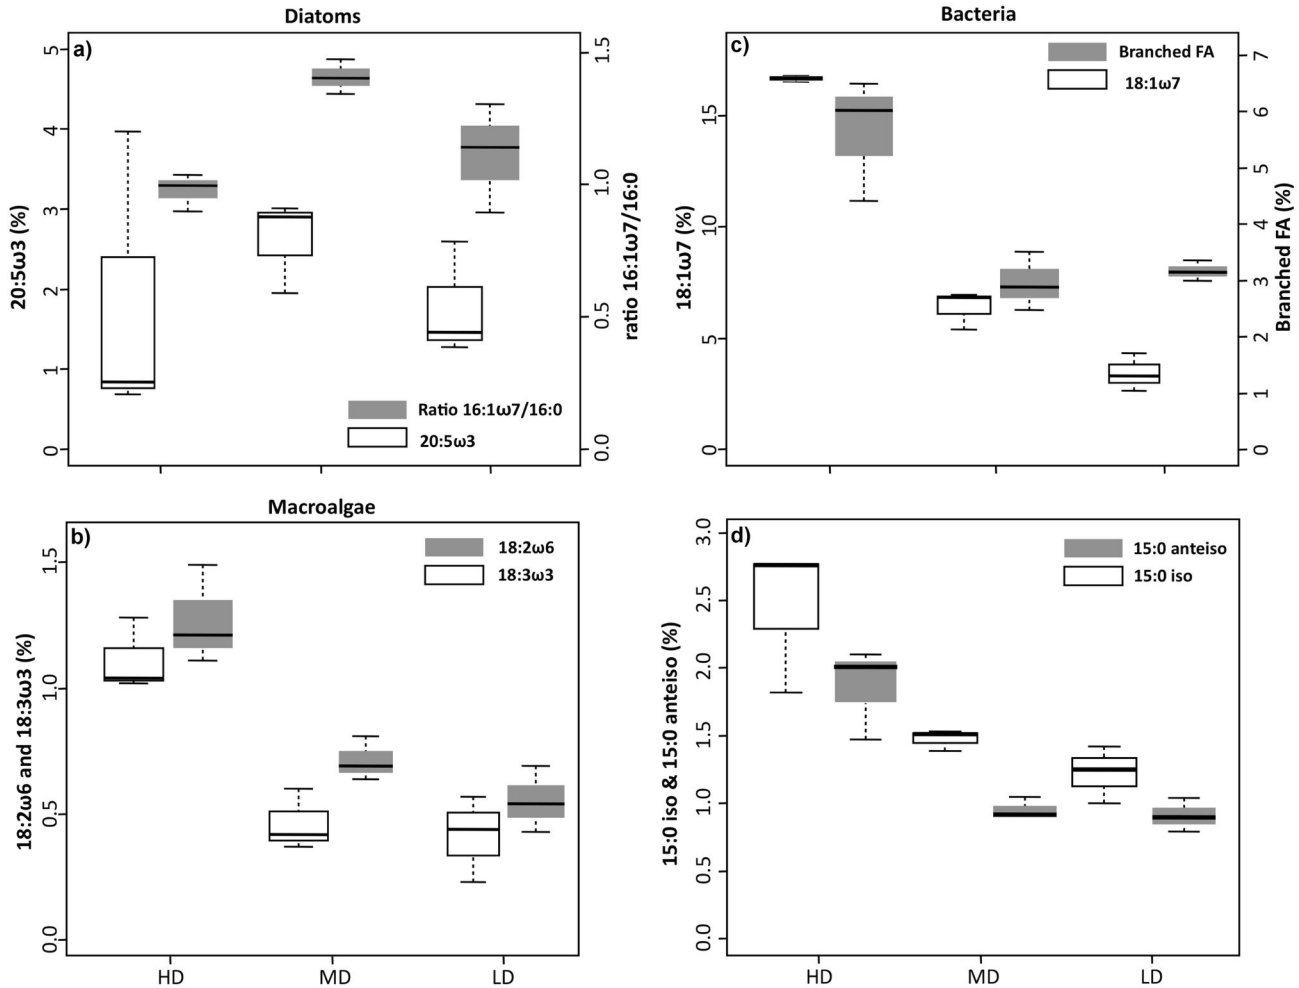 Diatoms
a)
5
4
3
2
1
0
20:5ω3 (%)
1.5
1.0
0.5
0.0
ratio 16:1ω7/16:0
Ratio 16:1ω7/16:0
20:5ω3
Bacteria
c)
15
10
5
0
18:1ω7 (%)
7
6
5
4
3
2
1
0
Branched FA (%)
Branched FA
18:1ω7
Macroalgae
b)
1.5
1.0
0.5
0.0
18:2ω6 and 18:3ω3 (%)
18:2ω6
18:3ω3
HD
MD
LD
d)
3.0
2.5
2.0
1.5
1.0
0.5
0.0
15:0 iso & 15:0 anteiso (%)
15:0 anteiso
15:0 iso
HD
MD
LD